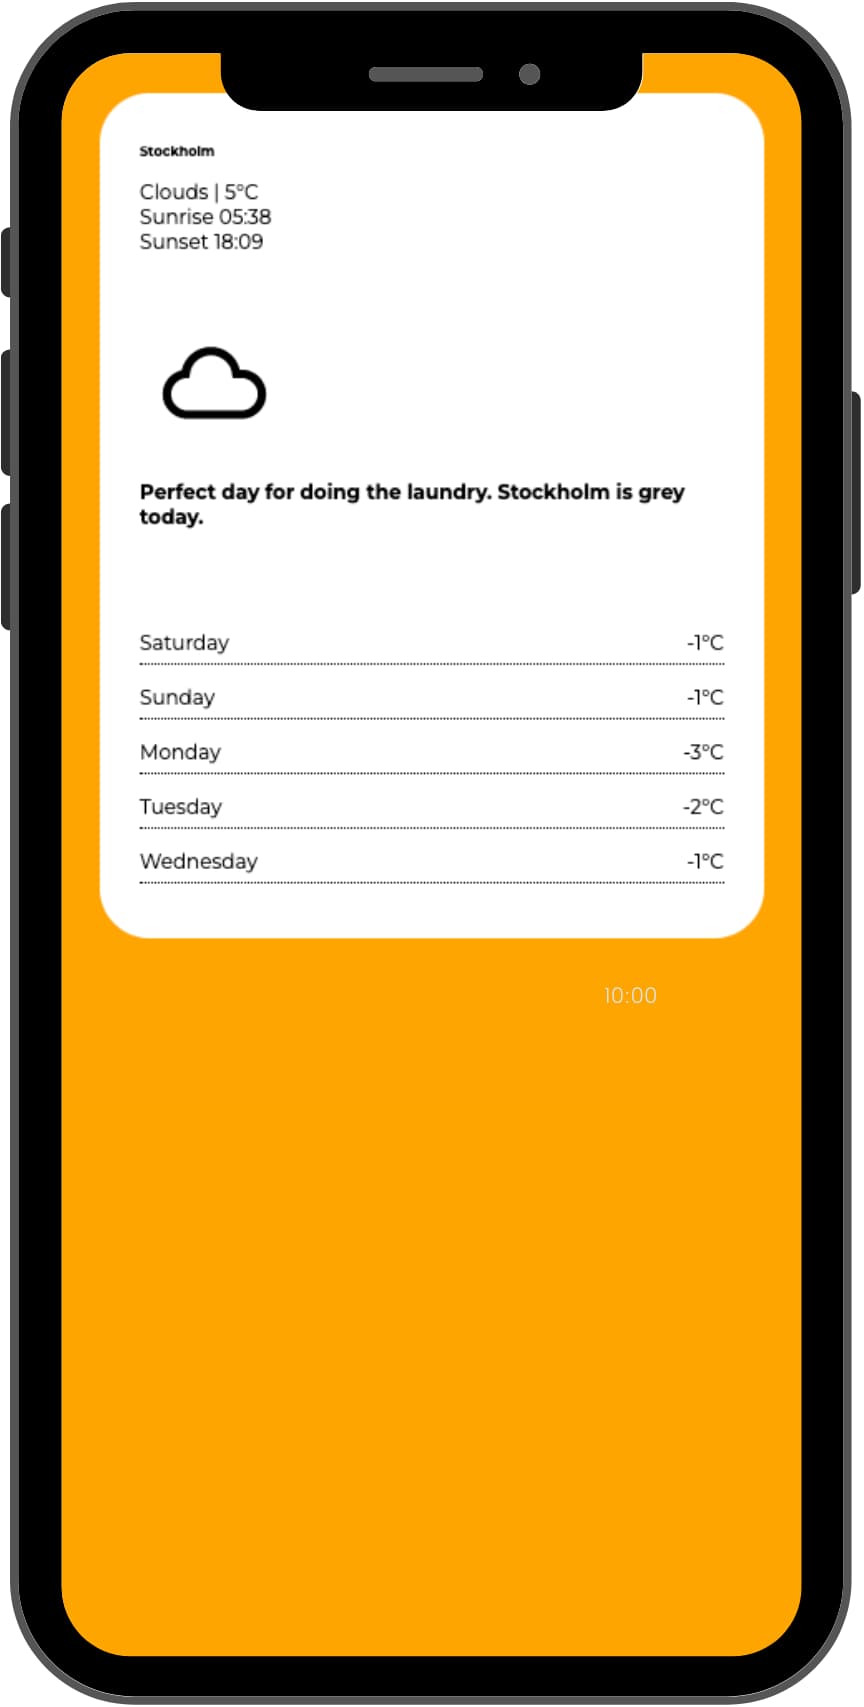 Stockholm
Clouds | 5°C
Sunrise 05:38
Sunset 18:09
Perfect day for doing the laundry. Stockholm is grey
today.
Saturday -1°C
Sunday -1°C
Monday -3°C
Tuesday -2°C
Wednesday -1°C
10:00